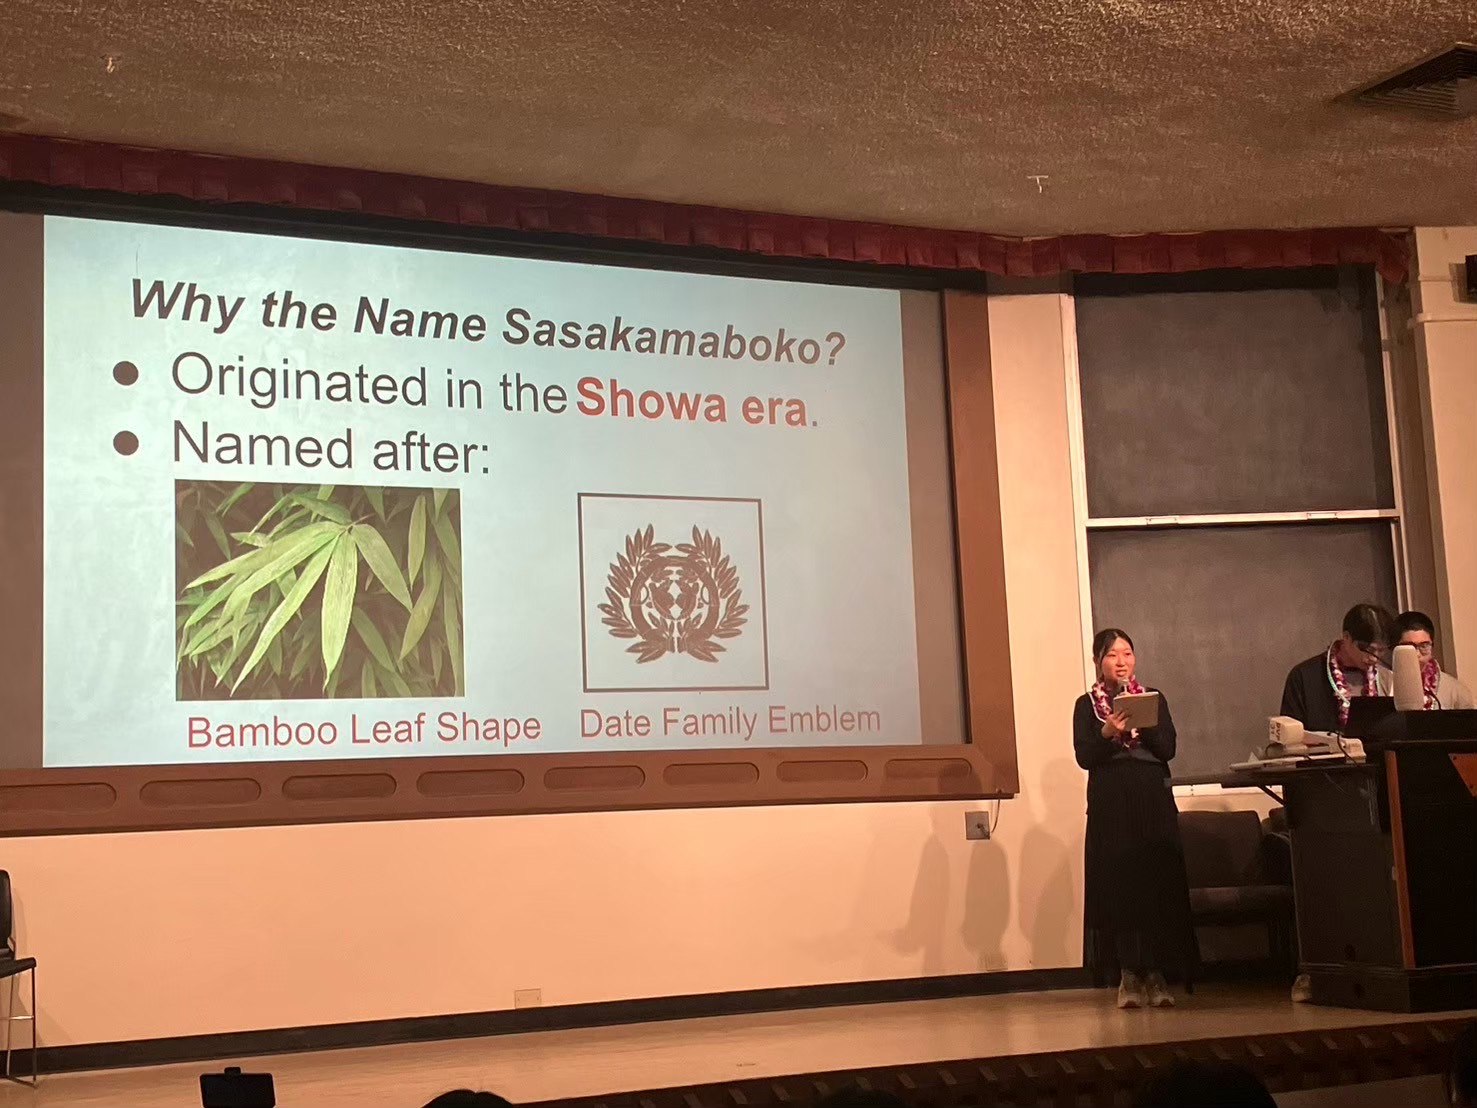 Why the Name Sasakamaboko?
● Originated in the Showa era.
● Named after:
Bamboo Leaf Shape
Date Family Emblem